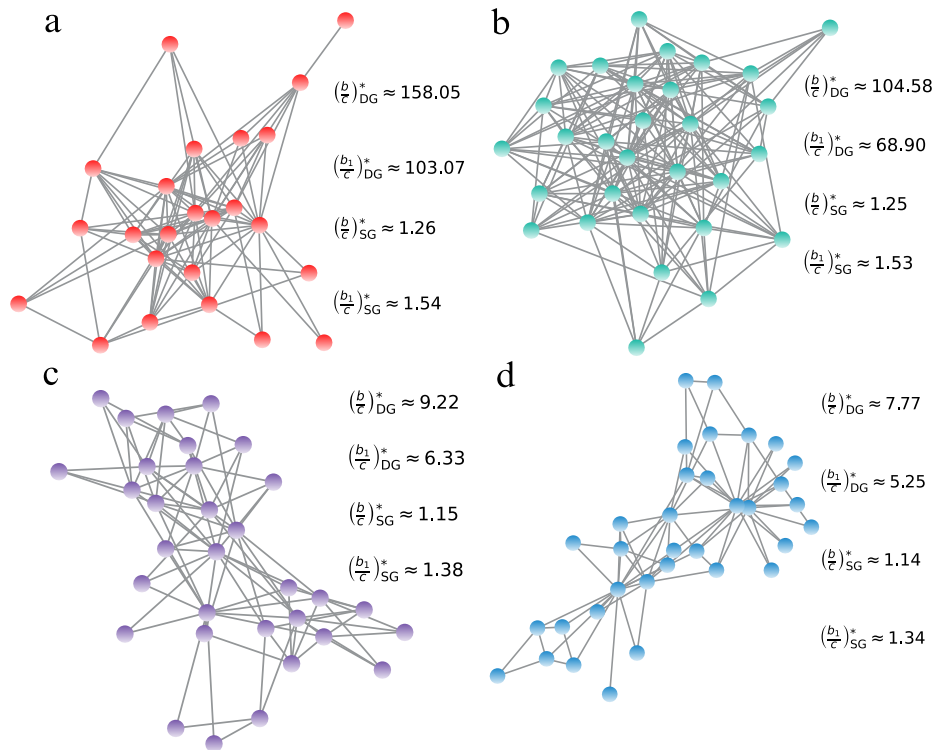 a
(b/c)*DG ≈ 158.05
(b1/c)*DG ≈ 103.07
(b/c)*SG ≈ 1.26
(b1/c)*SG ≈ 1.54
b
(b/c)*DG ≈ 104.58
(b1/c)*DG ≈ 68.90
(b/c)*SG ≈ 1.25
(b1/c)*SG ≈ 1.53
c
(b/c)*DG ≈ 9.22
(b1/c)*DG ≈ 6.33
(b/c)*SG ≈ 1.15
(b1/c)*SG ≈ 1.38
d
(b/c)*DG ≈ 7.77
(b1/c)*DG ≈ 5.25
(b/c)*SG ≈ 1.14
(b1/c)*SG ≈ 1.34